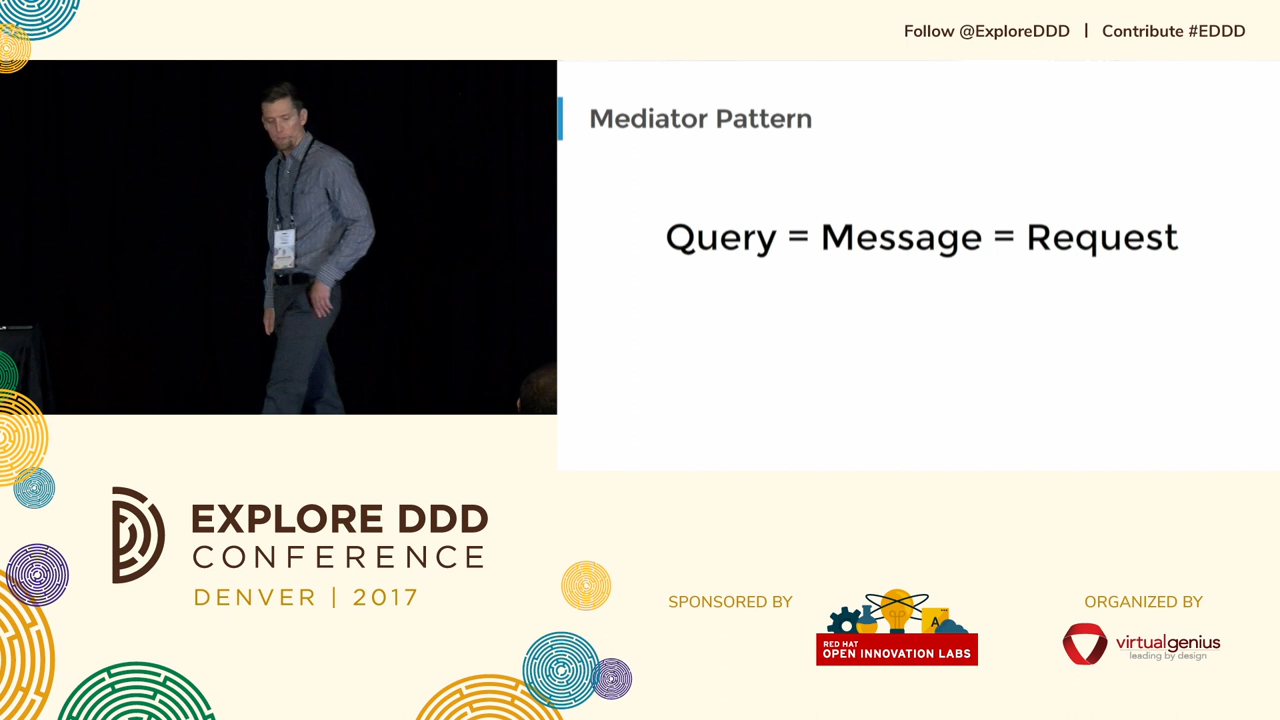 Follow @ExploreDDD | Contribute #EDDD
Mediator Pattern
Query = Message = Request
EXPLORE DDD
CONFERENCE
DENVER | 2017
SPONSORED BY
A
RED HAT
OPEN INNOVATION LABS
ORGANIZED BY
virtualgenius
leading by design